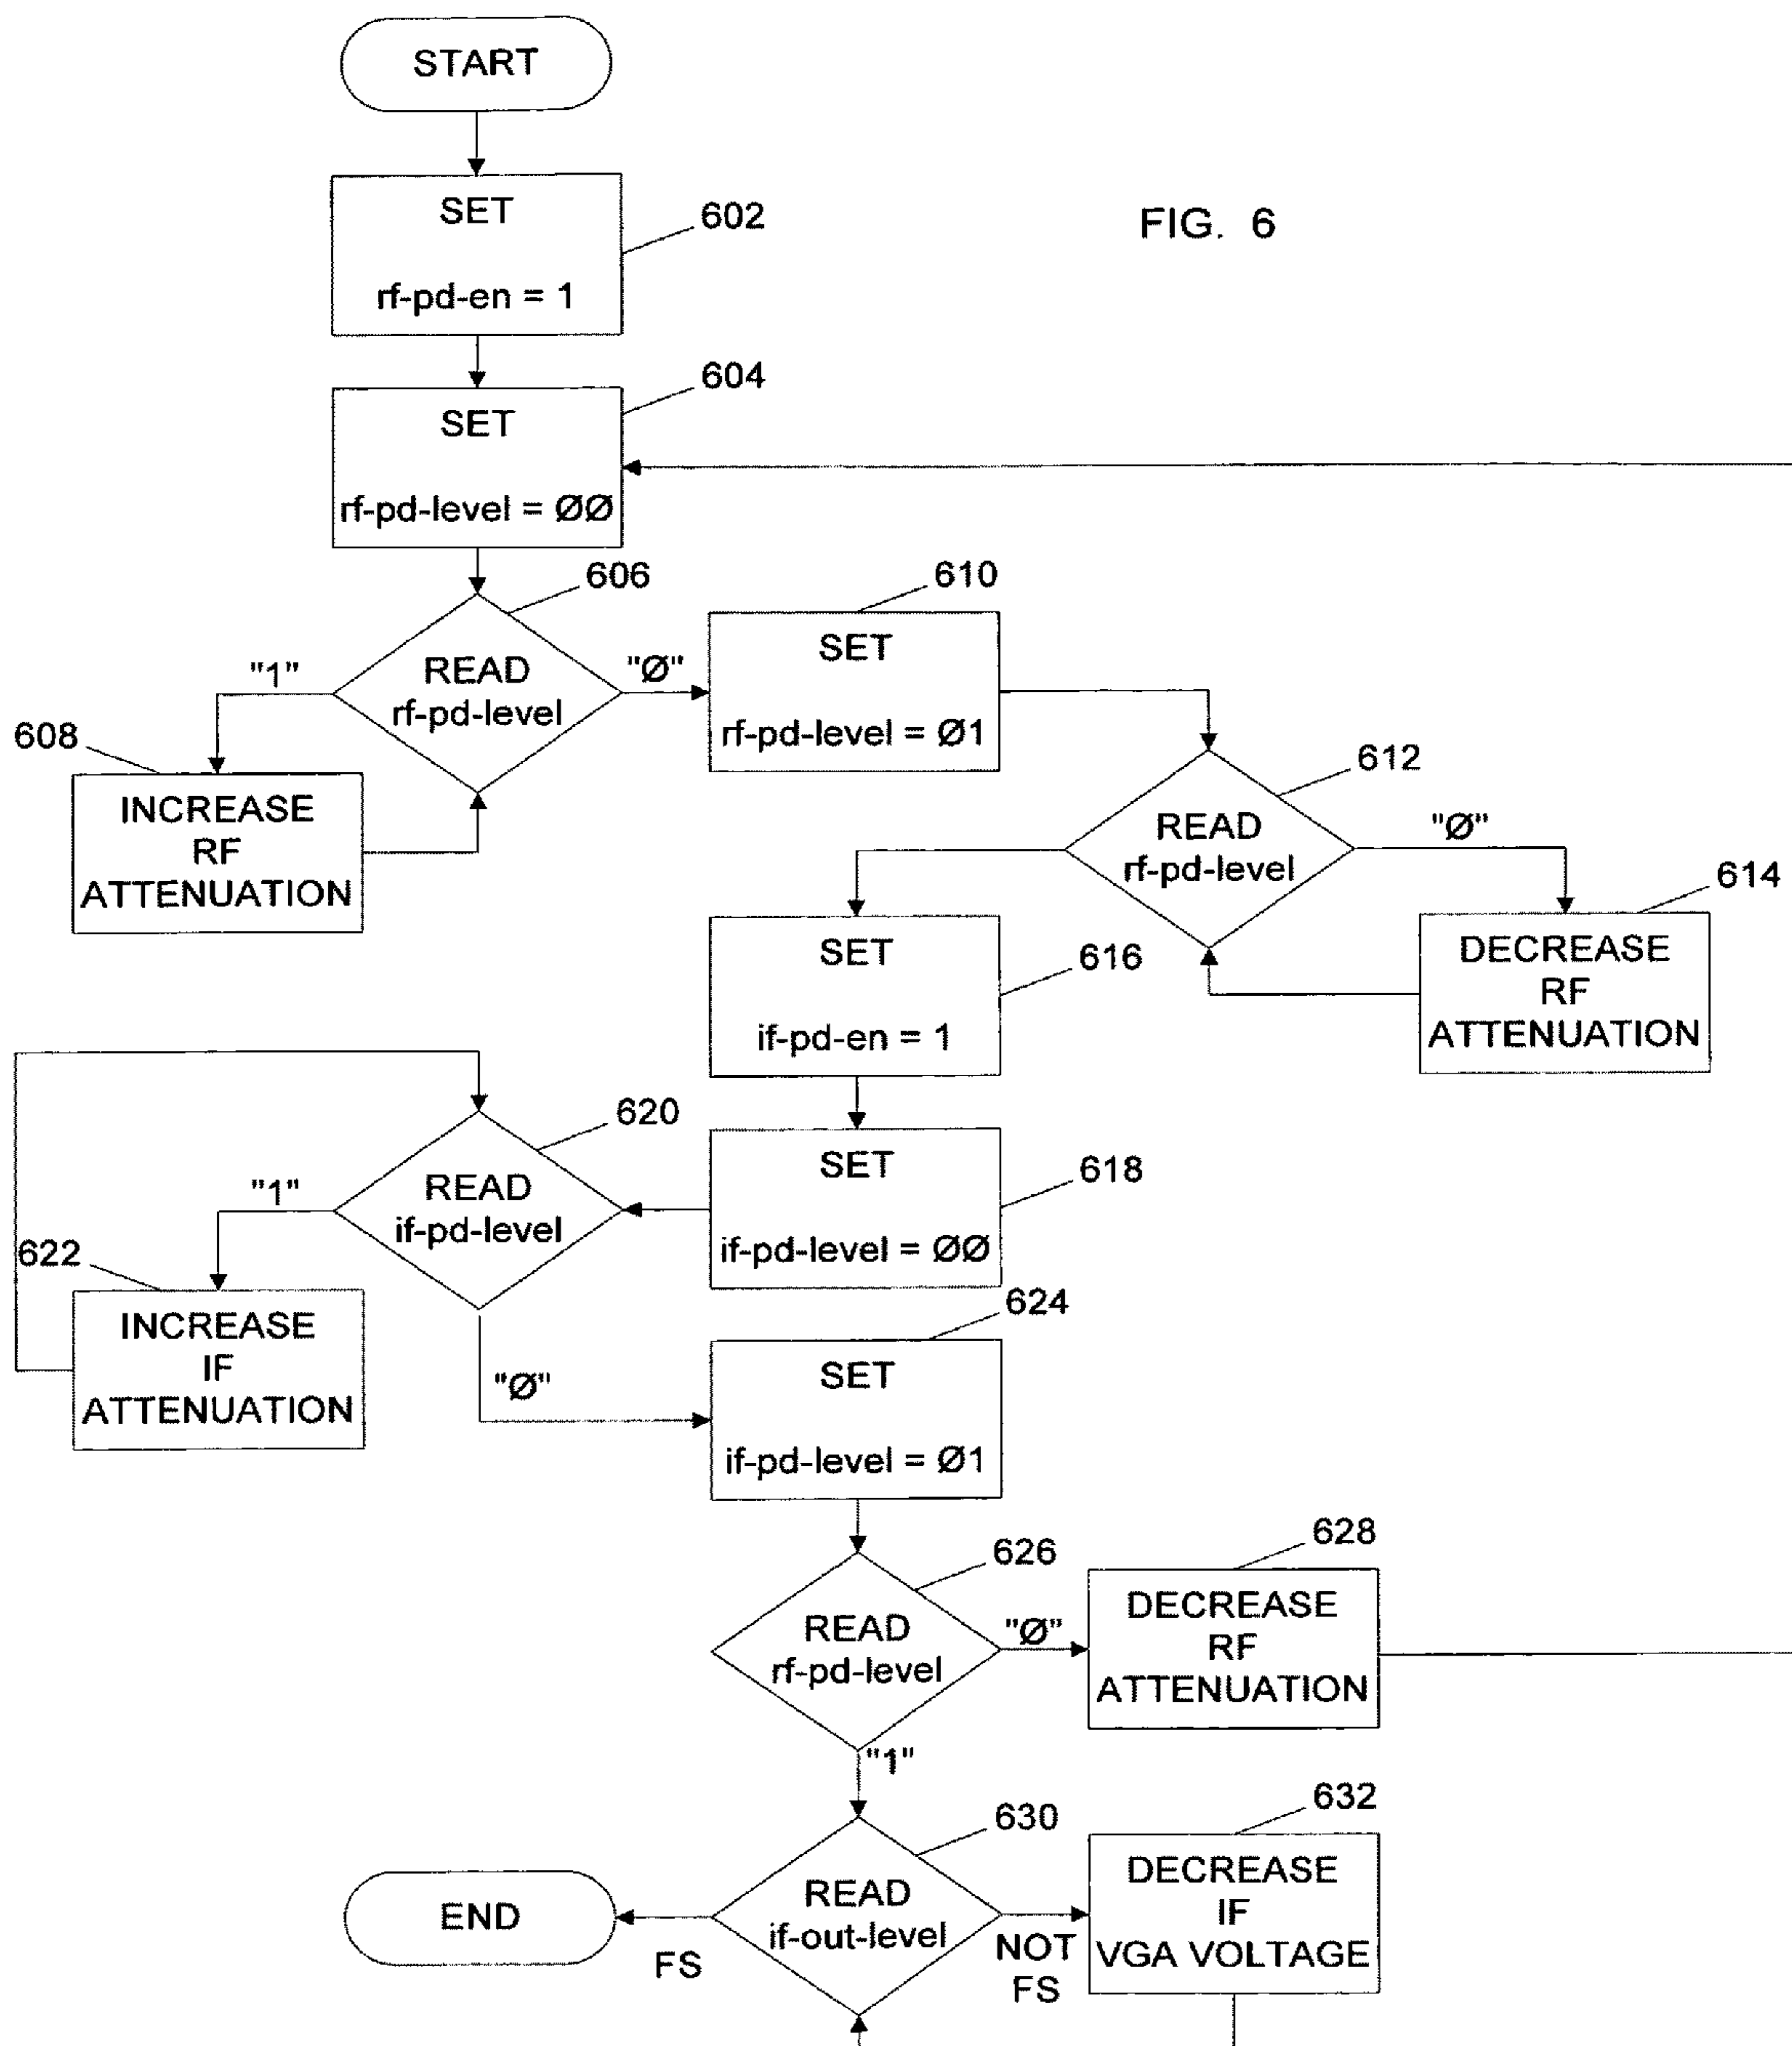 START
FIG. 6
SET
rf-pd-en = 1
602
SET
rf-pd-level = ØØ
604
READ
rf-pd-level
606
"1"
"Ø"
608
INCREASE
RF
ATTENUATION
610
SET
rf-pd-level = Ø1
612
READ
rf-pd-level
"Ø"
614
DECREASE
RF
ATTENUATION
SET
if-pd-en = 1
616
SET
if-pd-level = ØØ
618
620
READ
if-pd-level
"1"
"Ø"
622
INCREASE
IF
ATTENUATION
624
SET
if-pd-level = Ø1
626
READ
rf-pd-level
"Ø"
"1"
628
DECREASE
RF
ATTENUATION
630
READ
if-out-level
FS
NOT
FS
END
632
DECREASE
IF
VGA VOLTAGE